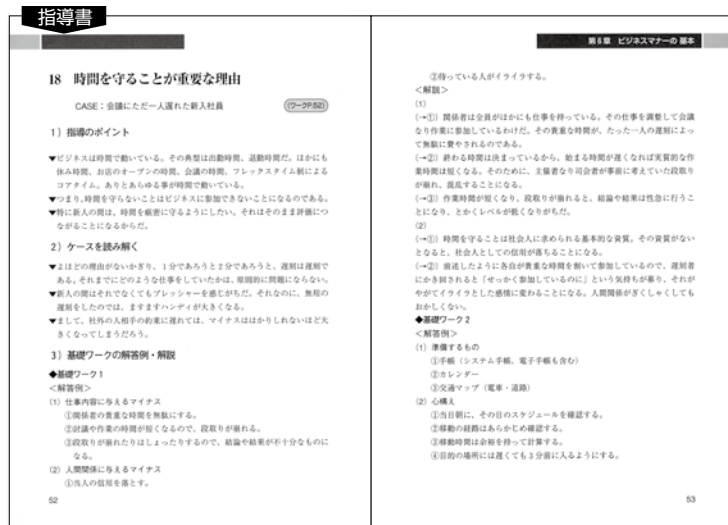 指導書
18 時間を守ることが重要な理由
CASE：会議にただ一人遅れた新入社員
(ワークP.52)
1）指導のポイント
▼ビジネスは時間で動いている。その典型は出勤時間、退勤時間だ。ほかにも
休み時間、お店のオープンの時間、会議の時間、フレックスタイム制による
コアタイム。ありとあらゆる事が時間で動いている。
▼つまり、時間を守らないことはビジネスに参加できないことになるのである。
▼特に新人の間は、時間を厳密に守るようにしたい。それはそのまま評価につ
ながることになるからだ。
2）ケースを読み解く
▼よほどの理由がないかぎり、1分であろうと2分であろうと、遅刻は遅刻で
ある。それまでにどのような仕事をしていたかは、原則的に問題にならない。
▼新人の間はそれでなくてもプレッシャーを感じがちだ。それなのに、無用の
遅刻をしたのでは、ますますハンディが大きくなる。
▼まして、社外の人相手の約束に遅れては、マイナスははかりしれないほど大
きくなってしまうだろう。
3）基礎ワークの解答例・解説
◆基礎ワーク1
＜解答例＞
(1) 仕事内容に与えるマイナス
①関係者の貴重な時間を無駄にする。
②討議や作業の時間が短くなるので、段取りが崩れる。
③段取りが崩れたりはしょったりするので、結論や結果が不十分なものに
なる。
(2) 人間関係に与えるマイナス
①当人の信用を落とす。
52
第6章 ビジネスマナーの基本
②待っている人がイライラする。
＜解説＞
(1)
(→①) 関係者は全員がほかにも仕事を持っている。その仕事を調整して会議
なり作業に参加しているわけだ。その貴重な時間が、たった一人の遅刻によっ
て無駄に費やされるのである。
(→②) 終わる時間は決まっているから、始まる時間が遅くなれば実質的な作
業時間は短くなる。そのために、主催者なり司会者が事前に考えていた段取り
が崩れ、混乱することになる。
(→③) 作業時間が短くなり、段取りが崩れると、結論や結果は性急に行うこ
とになり、とかくレベルが低くなりがちだ。
(2)
(→①) 時間を守ることは社会人に求められる基本的な資質。その資質がない
となると、社会人としての信用が落ちることになる。
(→②) 前述したように各自が貴重な時間を割いて参加しているので、遅刻者
にかき回されると「せっかく参加しているのに」という気持ちが募り、それが
やがてイライラとした感情に変わることになる。人間関係がぎくしゃくしても
おかしくない。
◆基礎ワーク2
＜解答例＞
(1) 準備するもの
①手帳（システム手帳、電子手帳も含む）
②カレンダー
③交通マップ（電車・道路）
(2) 心構え
①当日朝に、その日のスケジュールを確認する。
②移動の経路はあらかじめ確認する。
③移動時間は余裕を持って計算する。
④目的の場所には遅くても3分前に入るようにする。
53